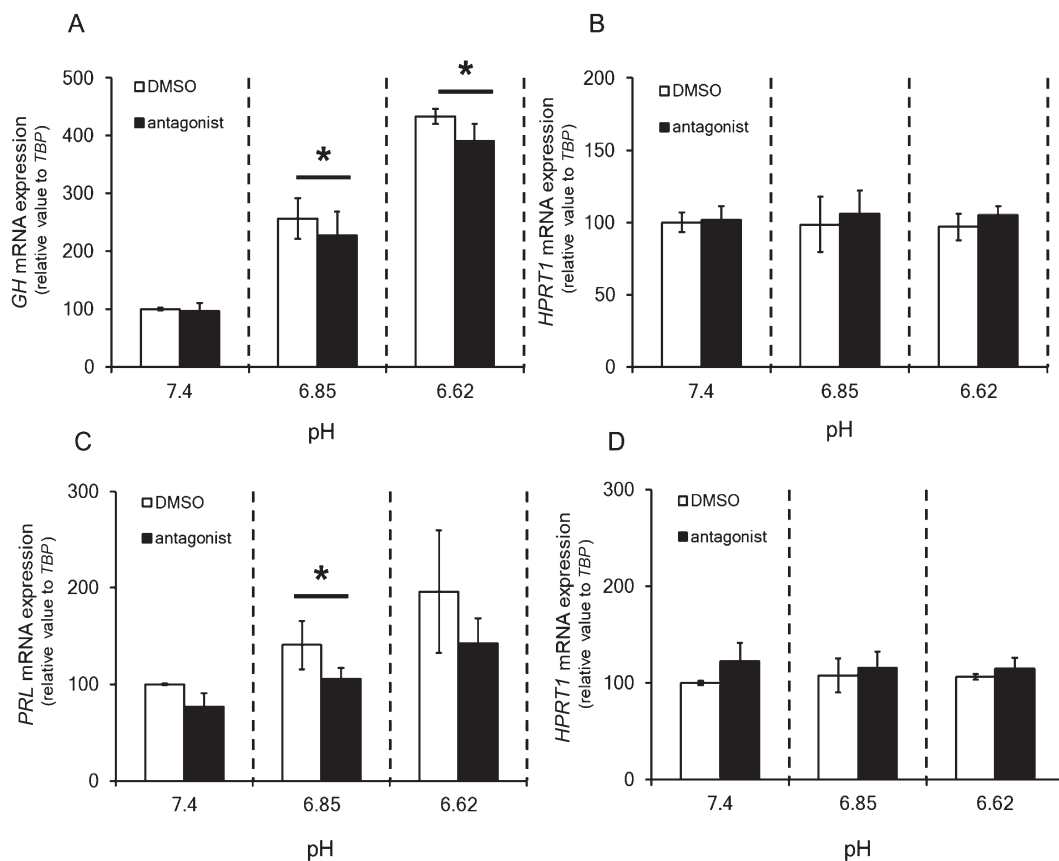 A
GH mRNA expression
(relative value to TBP)
500
400
300
200
100
0
DMSO
antagonist
*
*
7.4
6.85
6.62
pH
B
HPRT1 mRNA expression
(relative value to TBP)
200
150
100
50
0
DMSO
antagonist
7.4
6.85
6.62
pH
C
PRL mRNA expression
(relative value to TBP)
300
200
100
0
DMSO
antagonist
*
7.4
6.85
6.62
pH
D
HPRT1 mRNA expression
(relative value to TBP)
300
200
100
0
DMSO
antagonist
7.4
6.85
6.62
pH